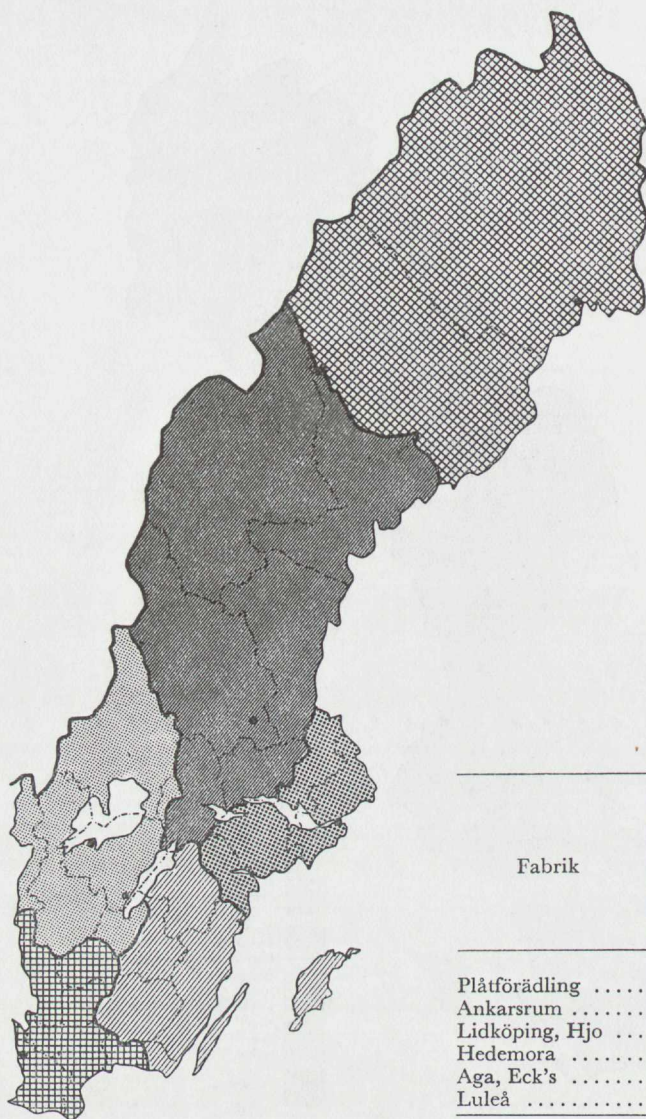 Fabrik
Plåtförädling .....
Ankarsrum .......
Lidköping, Hjo ...
Hedemora .......
Aga, Eck's .......
Luleå ...........